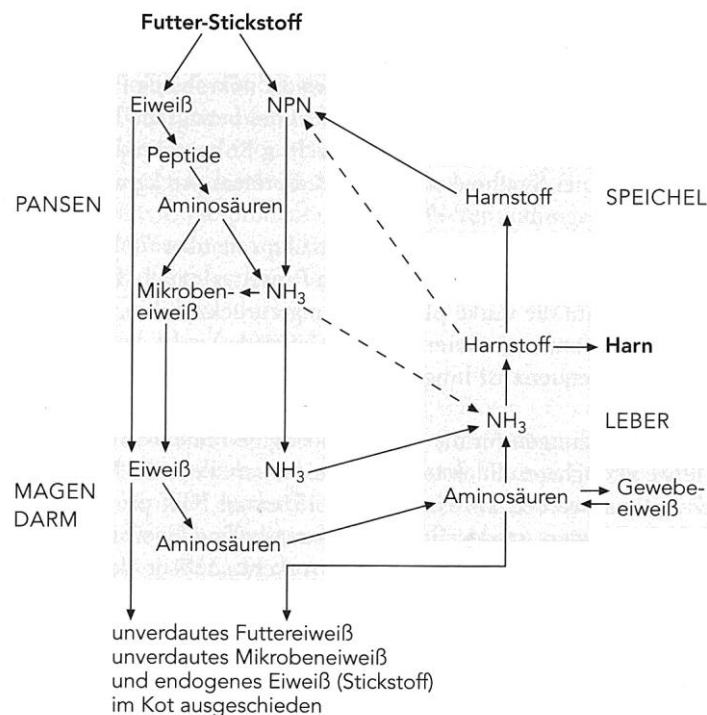 Futter-Stickstoff
Eiweiß NPN
Peptide
PANSEN Aminosäuren Harnstoff SPEICHEL
Mikroben-
eiweiß NH₃
Harnstoff Harn
NH₃ LEBER
Eiweiß NH₃
MAGEN
DARM
Aminosäuren Gewebe-
eiweiß
Aminosäuren
unverdautes Futtereiweiß
unverdautes Mikrobeneiweiß
und endogenes Eiweiß (Stickstoff)
im Kot ausgeschieden